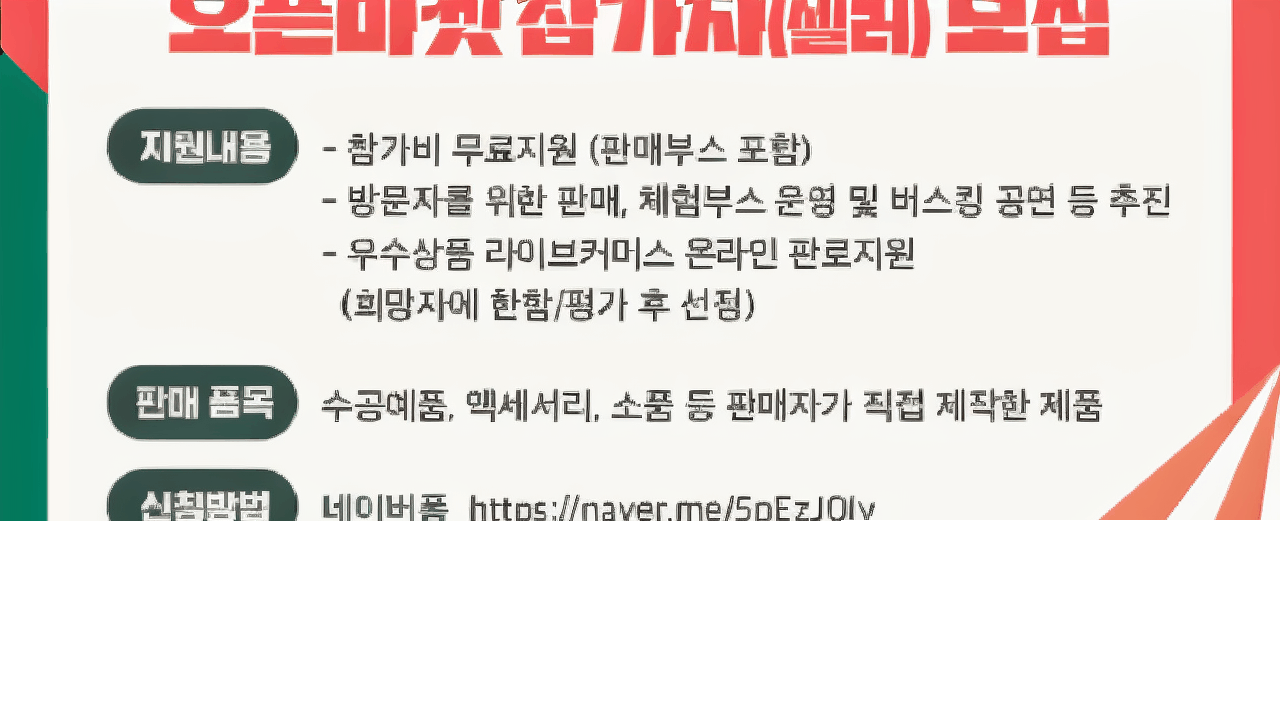 오픈마켓 참가자(셀러) 모집
지원내용 - 참가비 무료지원 (판매부스 포함)
- 방문자를 위한 판매, 체험부스 운영 및 버스킹 공연 등 추진
- 우수상품 라이브커머스 온라인 판로지원
(희망자에 한함/평가 후 선정)
판매 품목 수공예품, 액세서리, 소품 등 판매자가 직접 제작한 제품
신청방법 네이버폼